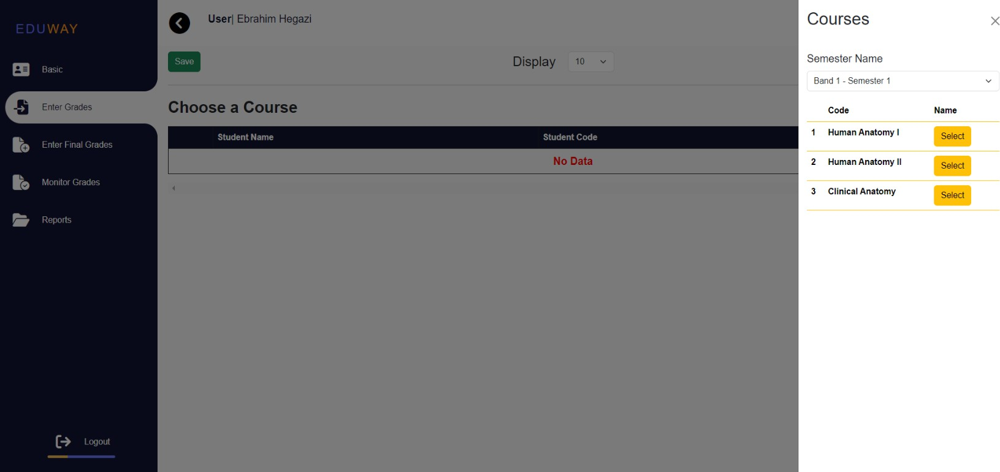 EDUWAY
Basic
Enter Grades
Enter Final Grades
Monitor Grades
Reports
Logout
User| Ebrahim Hegazi
Save
Display 10
Choose a Course
Student Name Student Code
No Data
Courses
Semester Name
Band 1 - Semester 1
Code Name
1 Human Anatomy I Select
2 Human Anatomy II Select
3 Clinical Anatomy Select